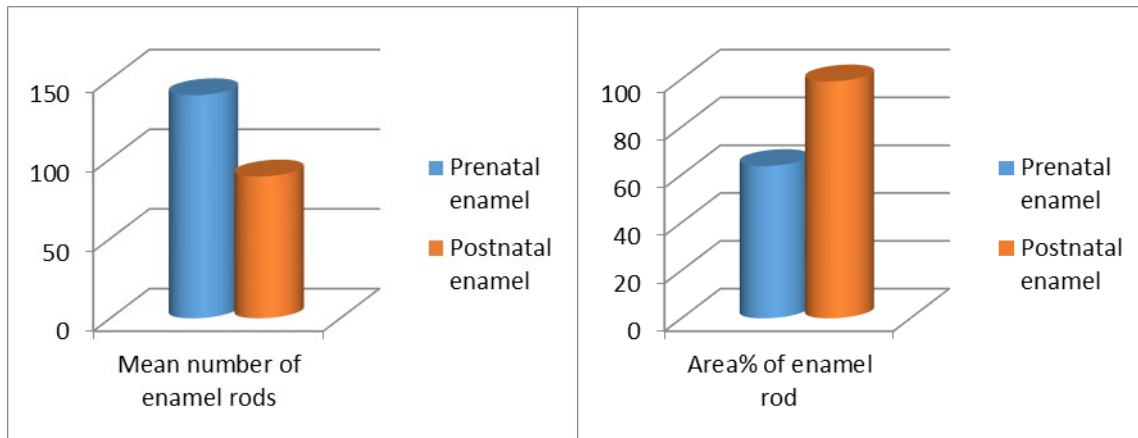 150
100
50
0
Mean number of
enamel rods
Prenatal
enamel
Postnatal
enamel
100
80
60
40
20
0
Area% of enamel
rod
Prenatal
enamel
Postnatal
enamel